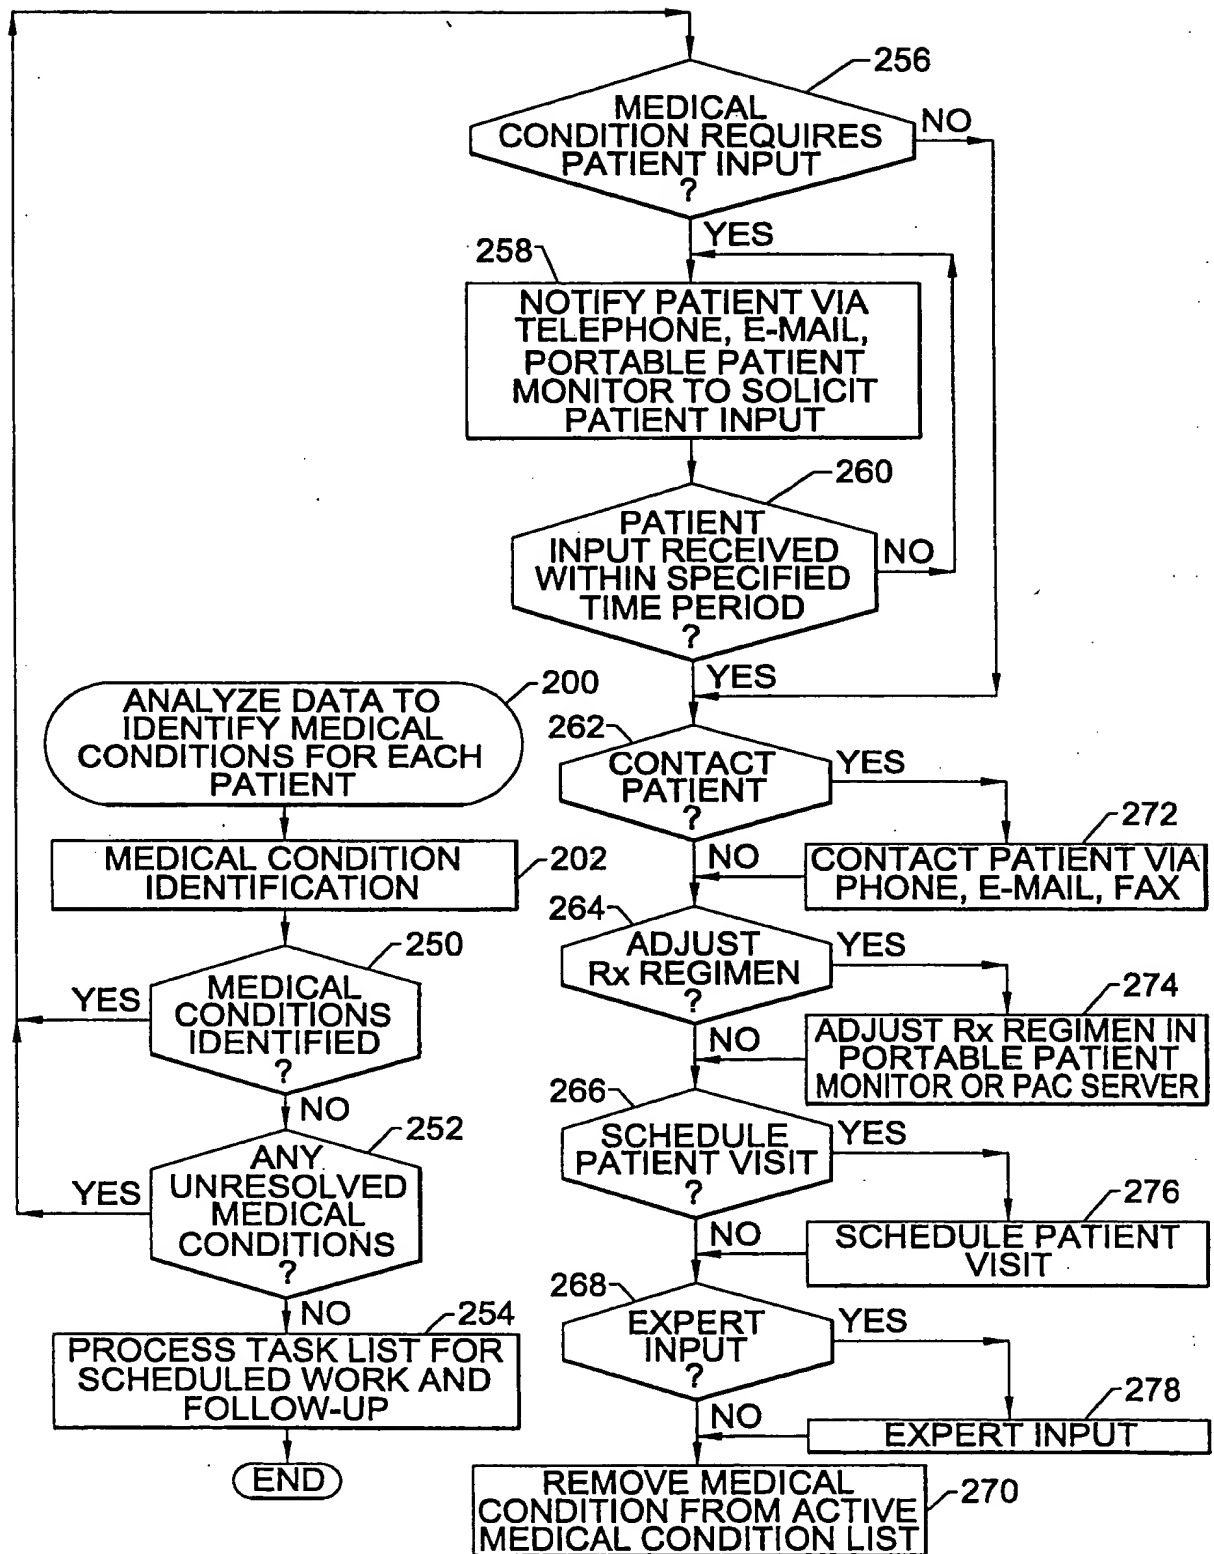 256
MEDICAL
CONDITION REQUIRES
PATIENT INPUT
?
NO
YES
258
NOTIFY PATIENT VIA
TELEPHONE, E-MAIL,
PORTABLE PATIENT
MONITOR TO SOLICIT
PATIENT INPUT
260
PATIENT
INPUT RECEIVED
WITHIN SPECIFIED
TIME PERIOD
?
NO
YES
ANALYZE DATA TO
IDENTIFY MEDICAL
CONDITIONS FOR EACH
PATIENT
200
MEDICAL CONDITION
IDENTIFICATION
202
250
MEDICAL
CONDITIONS
IDENTIFIED
?
YES
NO
252
ANY
UNRESOLVED
MEDICAL
CONDITIONS
?
YES
NO
254
PROCESS TASK LIST FOR
SCHEDULED WORK AND
FOLLOW-UP
END
262
CONTACT
PATIENT
?
YES
NO
272
CONTACT PATIENT VIA
PHONE, E-MAIL, FAX
264
ADJUST
Rx REGIMEN
?
YES
NO
274
ADJUST Rx REGIMEN IN
PORTABLE PATIENT
MONITOR OR PAC SERVER
266
SCHEDULE
PATIENT VISIT
?
YES
NO
276
SCHEDULE PATIENT
VISIT
268
EXPERT
INPUT
?
YES
NO
278
EXPERT INPUT
REMOVE MEDICAL
CONDITION FROM ACTIVE
MEDICAL CONDITION LIST
270